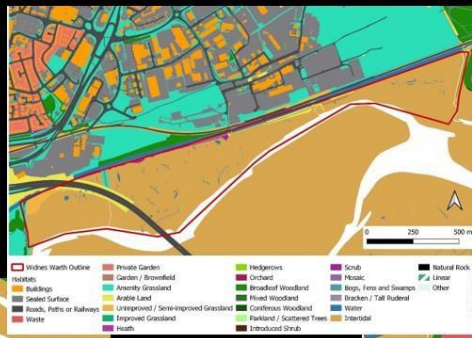 0 250 500 m
Widnes Warth Outline
Habitats
Buildings
Sealed Surface
Roads, Paths or Railways
Waste
Private Garden
Garden / Brownfield
Amenity Grassland
Arable Land
Unimproved / Semi-improved Grassland
Improved Grassland
Heath
Hedgerows
Orchard
Broadleaf Woodland
Mixed Woodland
Coniferous Woodland
Parkland / Scattered Trees
Introduced Shrub
Scrub
Mosaic
Bogs, Fens and Swamps
Bracken / Tall Ruderal
Water
Intertidal
Natural Rock
Linear
Other